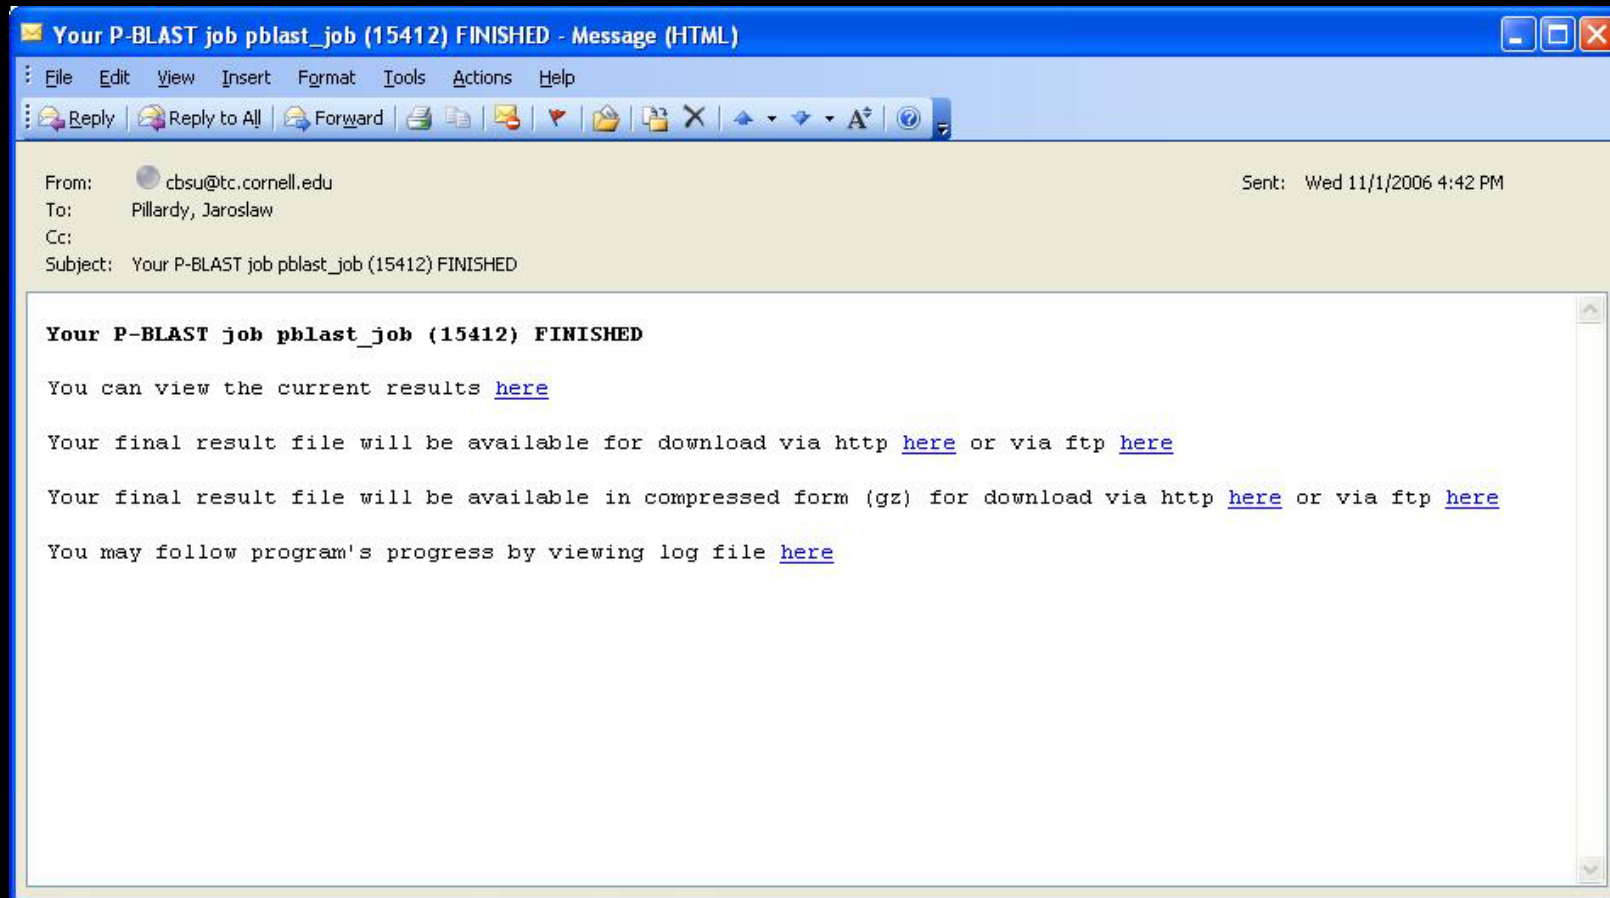 Your P-BLAST job pblast_job (15412) FINISHED - Message (HTML)
File Edit View Insert Format Tools Actions Help
Reply Reply to All Forward
From: cbsu@tc.cornell.edu Sent: Wed 11/1/2006 4:42 PM
To: Pillardy, Jaroslaw
Cc:
Subject: Your P-BLAST job pblast_job (15412) FINISHED
Your P-BLAST job pblast_job (15412) FINISHED
You can view the current results here
Your final result file will be available for download via http here or via ftp here
Your final result file will be available in compressed form (gz) for download via http here or via ftp here
You may follow program's progress by viewing log file here